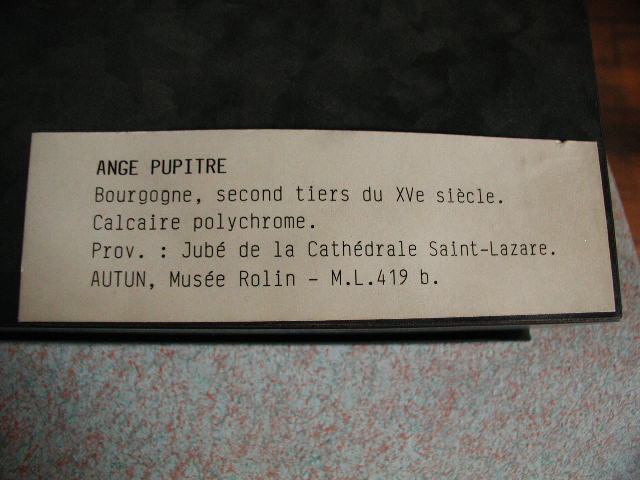 ANGE PUPITRE
Bourgogne, second tiers du XVe siècle.
Calcaire polychrome.
Prov. : Jubé de la Cathédrale Saint-Lazare.
AUTUN, Musée Rolin - M.L.419 b.